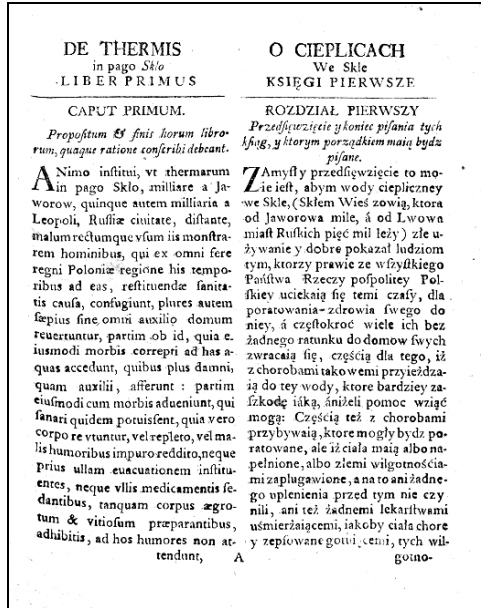 DE THERMIS
in pago Sklo
LIBER PRIMUS
CAPUT PRIMUM.
Propositum & finis horum libro-
rum, quaque ratione conscribi debeant.
ANimo institui, vt thermarum
in pago Sklo, milliare a Ja-
worow, quinque autem milliaria a
Leopoli, Russiæ ciuitate, distante,
malum rectumque vsum iis monstra-
rem hominibus, qui ex omni fere
regni Poloniæ regione his tempo-
ribus ad eas, restituendæ sanita-
tis causa, confugiunt, plures autem
sæpius sine omni auxilio domum
reuertuntur, partim ob id, quia e-
iusmodi morbis correpti ad has a-
quas accedunt, quibus plus damni,
quam auxilii, afferunt : partim
eiusmodi cum morbis adueniunt, qui
sanari quidem potuissent, quia vero
corpo re vtuntur, vel repleto, vel ma-
lis humoribus impuro reddito, neque
prius ullam euacuationem institu-
entes, neque vllis medicamentis se-
dantibus, tanquam corpus ægro-
tum & vitiosum præparantibus,
adhibitis, ad hos humores non at-
tendunt,
A
O CIEPLICACH
We Skle
KSIĘGI PIERWSZE
ROZDZIAŁ PIERWSZY
Przedsięwzięcie y koniec pisania tych
ksiąg, y ktorym porządkiem maią bydz
pisane.
ZAmysł y przedsięwzięcie to mo-
ie iest, abym wody ciepliczney
we Skle, (Skłem Wieś zowią, ktora
od Jaworowa mile, á od Lwowa
miast Ruskich pięć mil leży) złe u-
żywanie y dobre pokazał ludziom
tym, ktorzy prawie ze wszystkiego
Państwa Rzeczy pospolitey Pol-
skiey uciekaią się temi czasy, dla
poratowania zdrowia swego do
niey, á częstokroć wiele ich bez
żadnego ratunku do domow swych
zwracaią się, częścią dla tego, iż
z chorobami takowemi przyieżdza-
ią do tey wody, ktore bardziey za-
szkodę iáką, ániżeli pomoc wziąć
mogą: Częścią też z chorobami
przybywaią, ktore mogły bydz po-
ratowane, ale iż ciała maią albo na-
pełnione, albo złemi wilgotnościa-
mi zaplugawione, a na to ani żadne-
go uplenienia przed tym nie czy
nili, ani też żadnemi lekarstwami
uśmierżaiącemi, iakoby ciała chore
y zepsowane gotuiącemi, tych wil-
gotno-